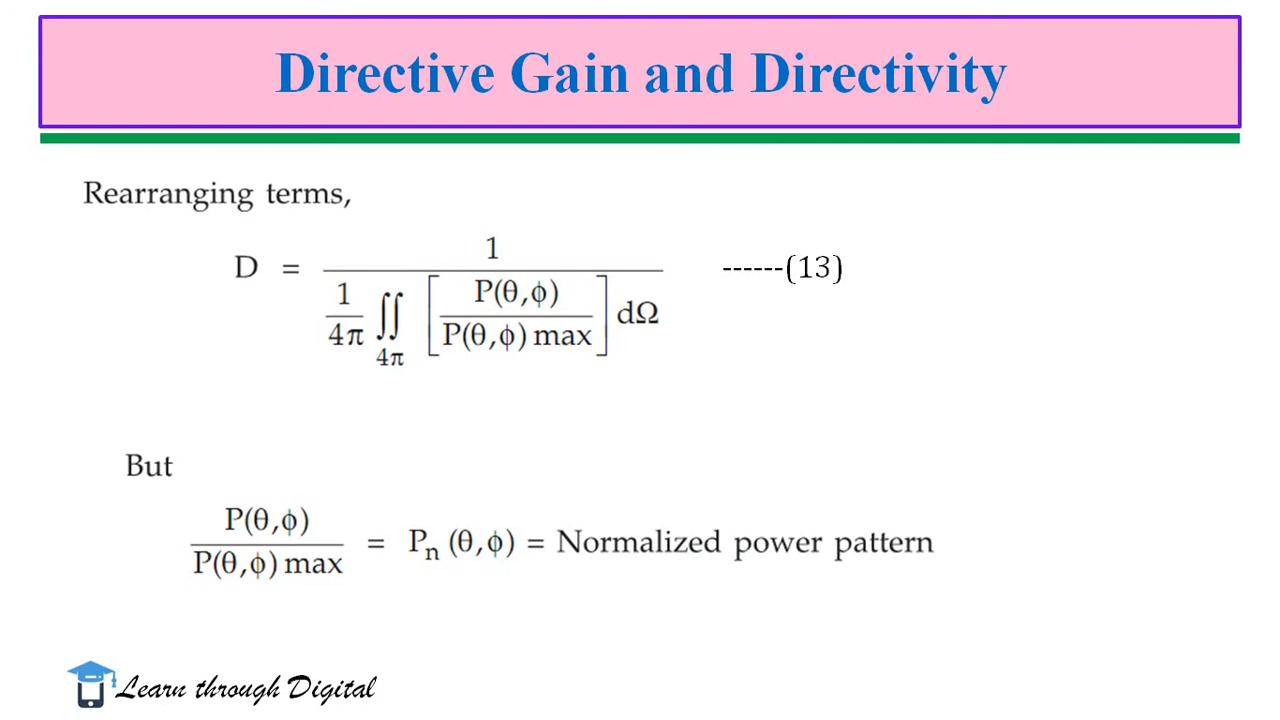 Directive Gain and Directivity
Rearranging terms,
D = 1 / (1/4π ∬4π [P(θ,ϕ) / P(θ,ϕ) max] dΩ) ------(13)
But
P(θ,ϕ) / P(θ,ϕ) max = Pn (θ,ϕ) = Normalized power pattern
Learn through Digital